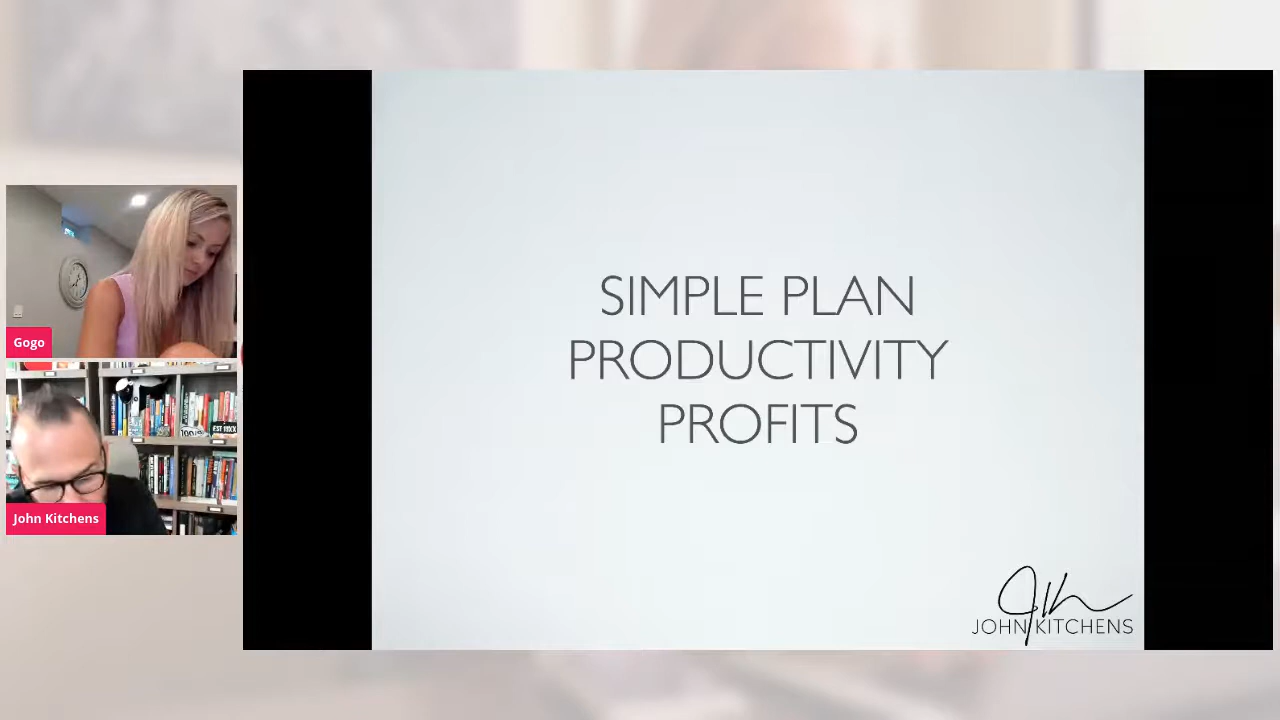 SIMPLE PLAN
PRODUCTIVITY
PROFITS
Gogo
John Kitchens
JOHN KITCHENS